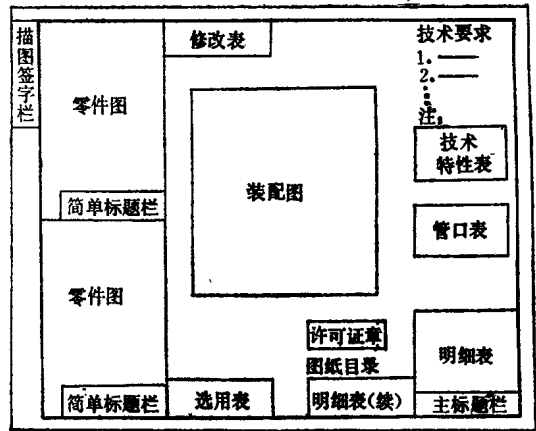 描图签字栏
零件图
简单标题栏
零件图
简单标题栏
修改表
装配图
选用表
技术要求
1.——
2.——
⋮
注:
技术
特性表
管口表
许可证章
图纸目录
明细表(续)
明细表
主标题栏